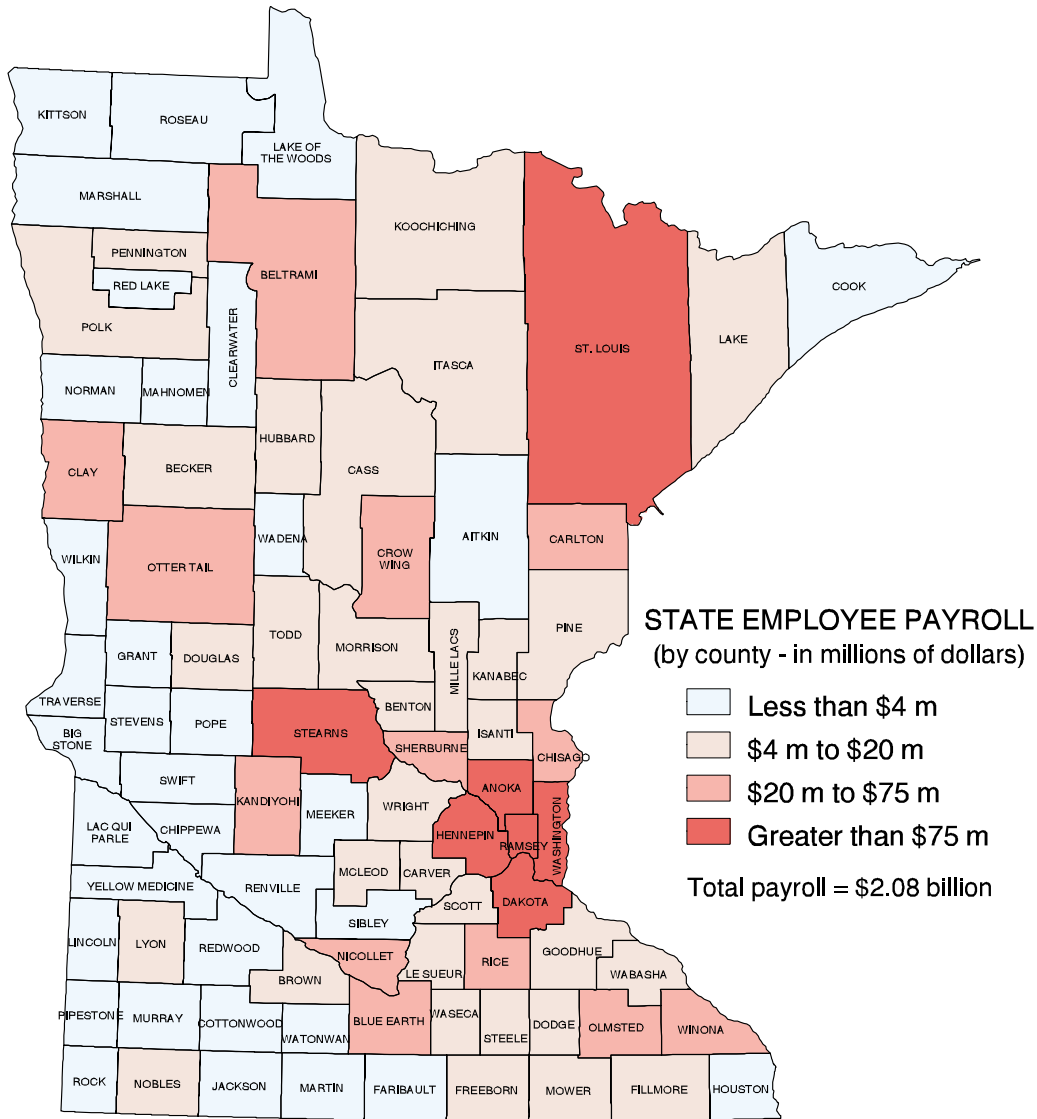 KITTSON
ROSEAU
LAKE OF
THE WOODS
MARSHALL
KOOCHICHING
PENNINGTON
BELTRAMI
RED LAKE
COOK
POLK
CLEARWATER
ST. LOUIS
LAKE
ITASCA
NORMAN
MAHNOMEN
HUBBARD
CLAY
BECKER
CASS
WADENA
AITKIN
CARLTON
WILKIN
CROW
WING
OTTER TAIL
TODD
MORRISON
MILLE LACS
PINE
GRANT
DOUGLAS
KANABEC
TRAVERSE
BENTON
STEVENS
POPE
BIG
STONE
STEARNS
ISANTI
SHERBURNE
CHISAGO
SWIFT
ANOKA
KANDIYOHI
WRIGHT
MEEKER
WASHINGTON
LAC QUI
PARLE
CHIPPEWA
HENNEPIN
RAMSEY
MCLEOD
CARVER
YELLOW MEDICINE
RENVILLE
SCOTT
DAKOTA
SIBLEY
LINCOLN
LYON
REDWOOD
NICOLLET
RICE
GOODHUE
LE SUEUR
WABASHA
BROWN
PIPESTONE
MURRAY
COTTONWOOD
WATONWAN
BLUE EARTH
WASECA
STEELE
DODGE
OLMSTED
WINONA
ROCK
NOBLES
JACKSON
MARTIN
FARIBAULT
FREEBORN
MOWER
FILLMORE
HOUSTON
STATE EMPLOYEE PAYROLL
(by county - in millions of dollars)
Less than $4 m
$4 m to $20 m
$20 m to $75 m
Greater than $75 m
Total payroll = $2.08 billion